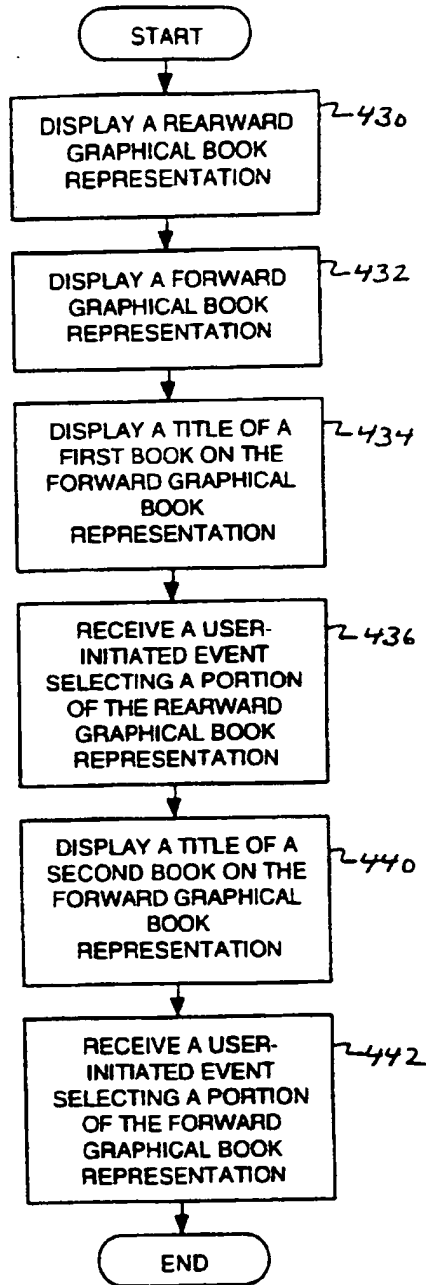 START
DISPLAY A REARWARD
GRAPHICAL BOOK
REPRESENTATION
430
DISPLAY A FORWARD
GRAPHICAL BOOK
REPRESENTATION
432
DISPLAY A TITLE OF A
FIRST BOOK ON THE
FORWARD GRAPHICAL
BOOK
REPRESENTATION
434
RECEIVE A USER-
INITIATED EVENT
SELECTING A PORTION
OF THE REARWARD
GRAPHICAL BOOK
REPRESENTATION
436
DISPLAY A TITLE OF A
SECOND BOOK ON THE
FORWARD GRAPHICAL
BOOK
REPRESENTATION
440
RECEIVE A USER-
INITIATED EVENT
SELECTING A PORTION
OF THE FORWARD
GRAPHICAL BOOK
REPRESENTATION
442
END